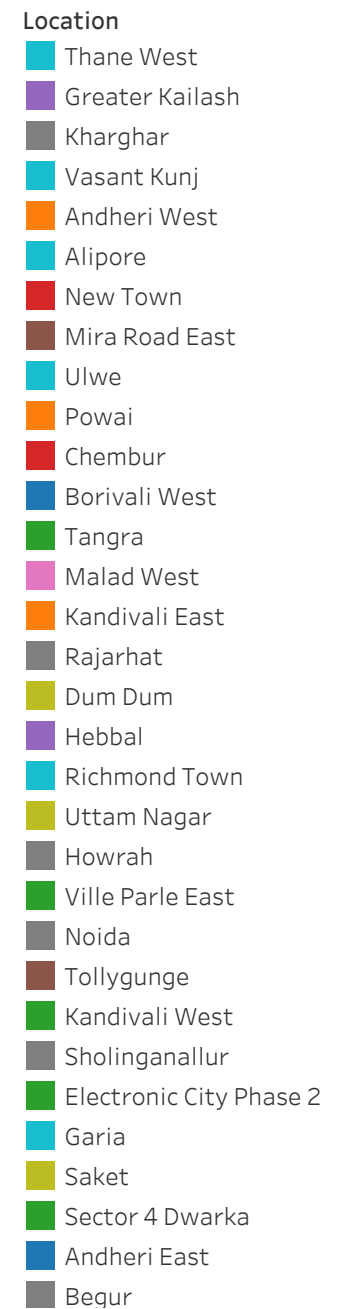 Location
Thane West
Greater Kailash
Kharghar
Vasant Kunj
Andheri West
Alipore
New Town
Mira Road East
Ulwe
Powai
Chembur
Borivali West
Tangra
Malad West
Kandivali East
Rajarhat
Dum Dum
Hebbal
Richmond Town
Uttam Nagar
Howrah
Ville Parle East
Noida
Tollygunge
Kandivali West
Sholinganallur
Electronic City Phase 2
Garia
Saket
Sector 4 Dwarka
Andheri East
Begur